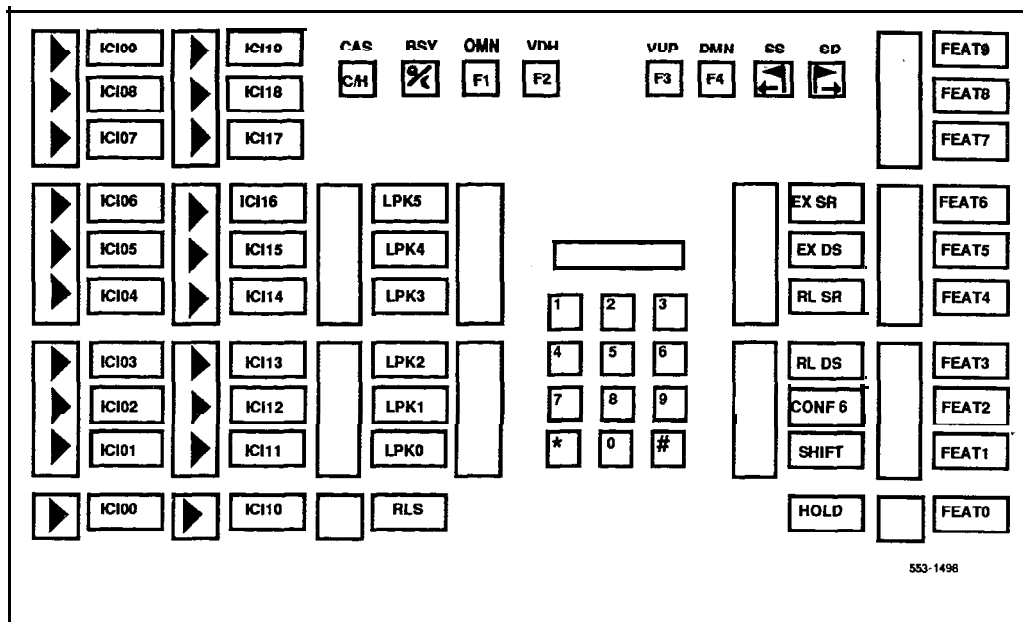 ICI09 ICI19 CAS BSY OMN VUP DMN SS SD FEAT9
C/H F1 F2 F3 F4
ICI08 ICI18 FEAT8
ICI07 ICI17 FEAT7
ICI06 ICI16 LPK5 EX SR FEAT6
ICI05 ICI15 LPK4 EX DS FEAT5
ICI04 ICI14 LPK3 RL SR FEAT4
1 2 3
ICI03 ICI13 LPK2 4 5 6 RL DS FEAT3
ICI02 ICI12 LPK1 7 8 9 CONF 6 FEAT2
ICI01 ICI11 LPK0 * 0 # SHIFT FEAT1
ICI00 ICI10 RLS HOLD FEAT0
553-1498